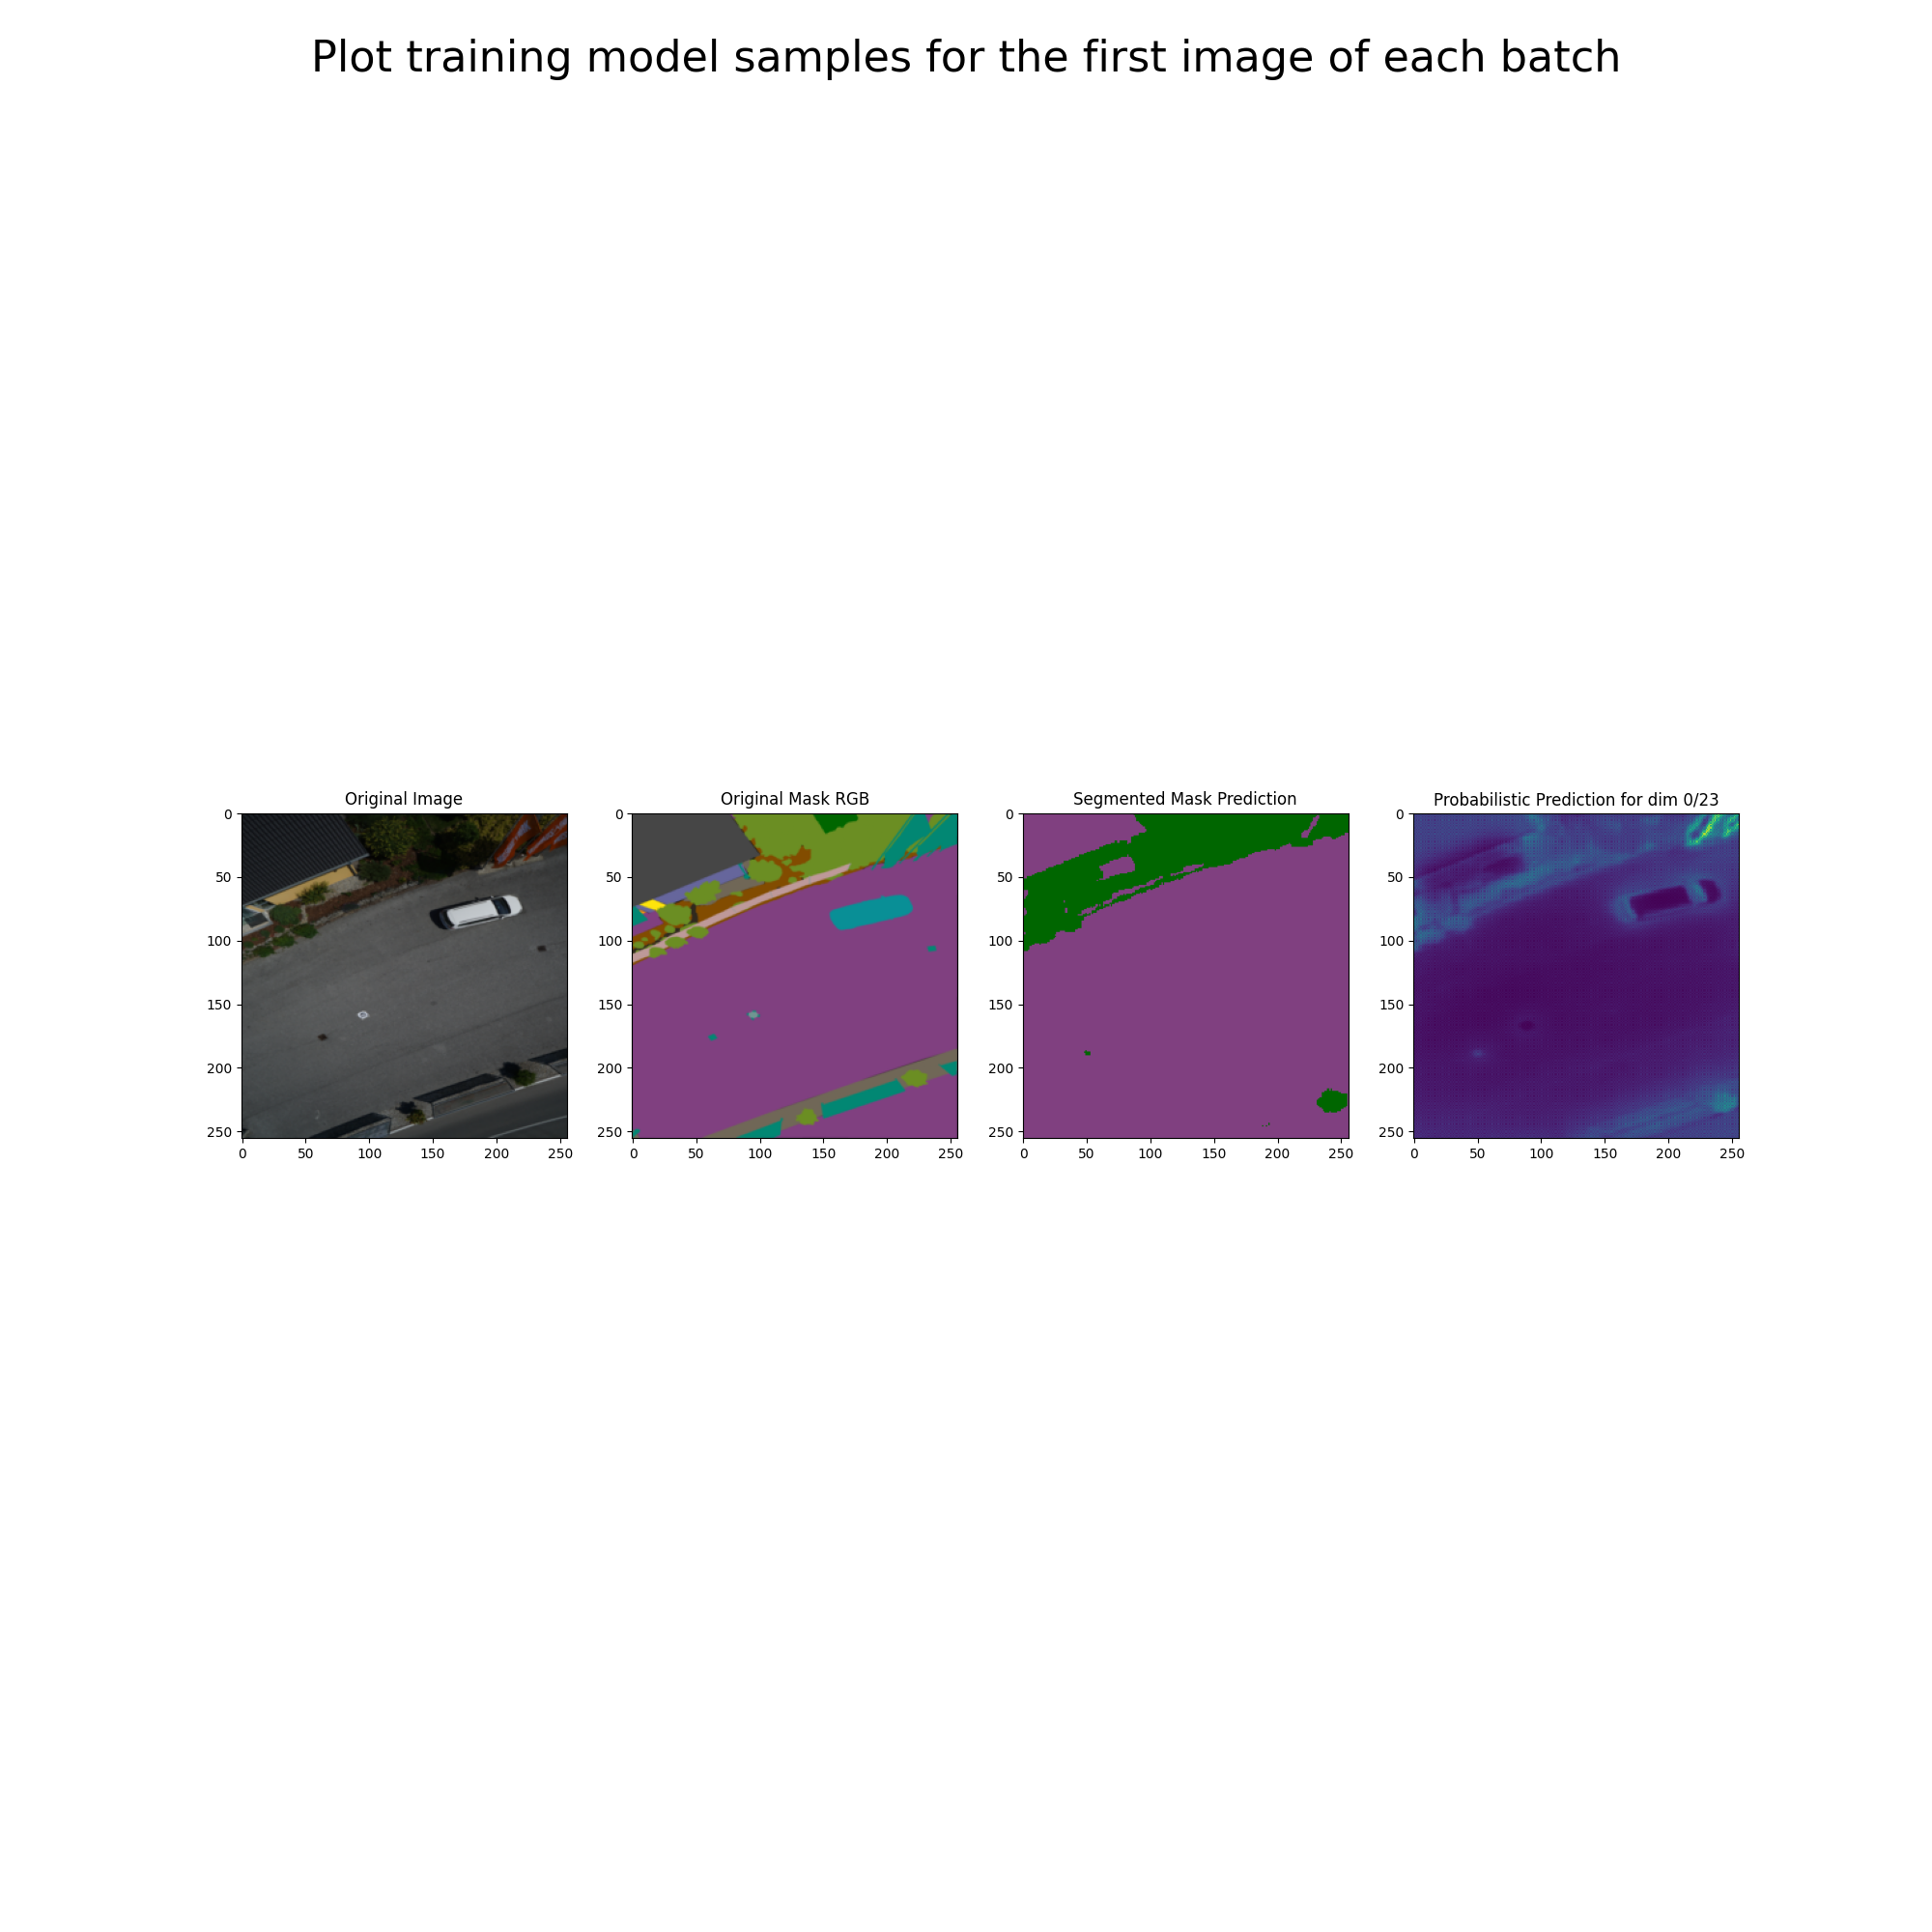 Plot training model samples for the first image of each batch
Original Image
Original Mask RGB
Segmented Mask Prediction
Probabilistic Prediction for dim 0/23
0
50
100
150
200
250
0 50 100 150 200 250
0
50
100
150
200
250
0 50 100 150 200 250
0
50
100
150
200
250
0 50 100 150 200 250
0
50
100
150
200
250
0 50 100 150 200 250